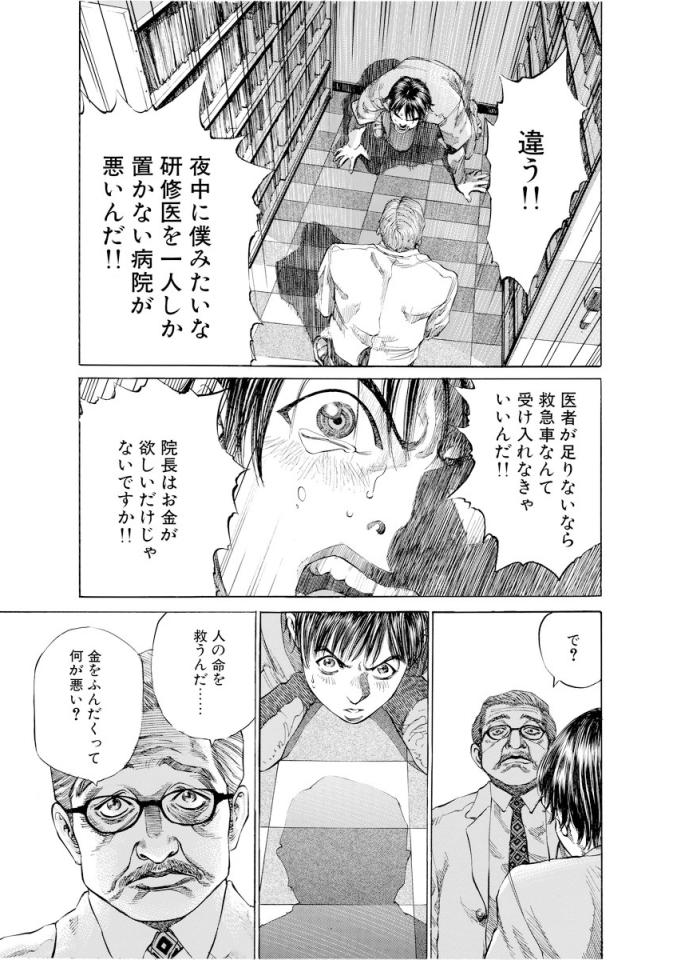 違う!!
夜中に僕みたいな
研修医を一人しか
置かない病院が
悪いんだ!!
医者が足りないなら
救急車なんて
受け入れなきゃ
いいんだ!!
院長はお金が
欲しいだけじゃ
ないですか!!
で?
人の命を
救うんだ……
金をふんだくって
何が悪い?